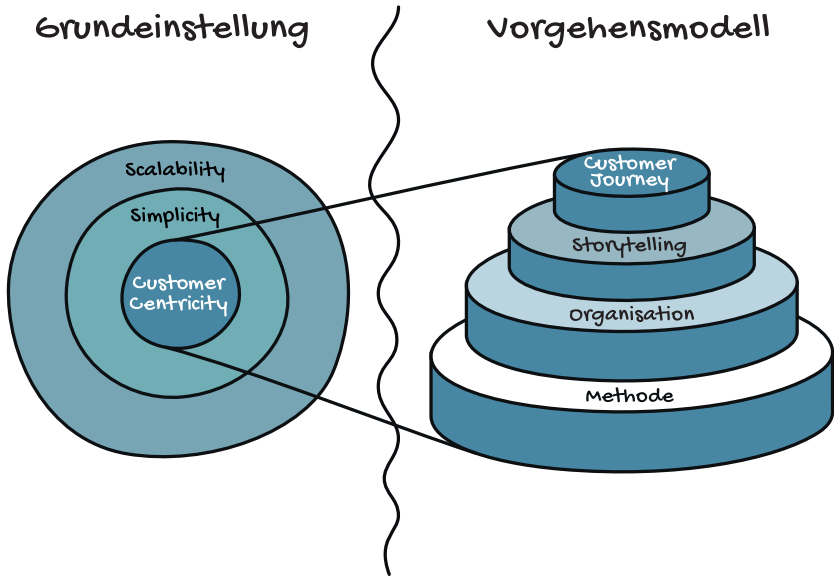 Grundeinstellung
Vorgehensmodell
Scalability
Simplicity
Customer
Centricity
Customer
Journey
Storytelling
Organisation
Methode